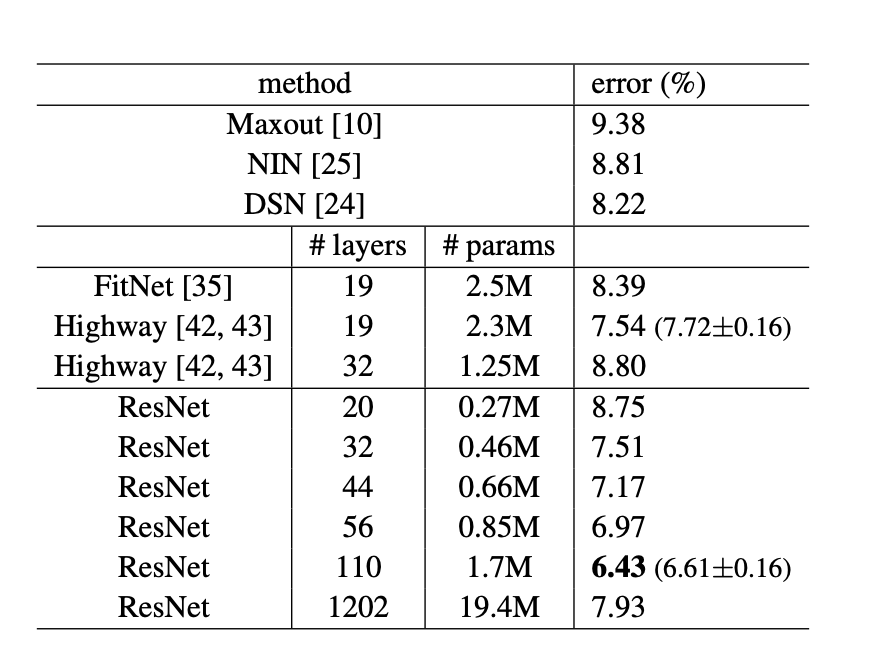 method error (%)
Maxout [10] 9.38
NIN [25] 8.81
DSN [24] 8.22
# layers # params
FitNet [35] 19 2.5M 8.39
Highway [42, 43] 19 2.3M 7.54 (7.72±0.16)
Highway [42, 43] 32 1.25M 8.80
ResNet 20 0.27M 8.75
ResNet 32 0.46M 7.51
ResNet 44 0.66M 7.17
ResNet 56 0.85M 6.97
ResNet 110 1.7M 6.43 (6.61±0.16)
ResNet 1202 19.4M 7.93